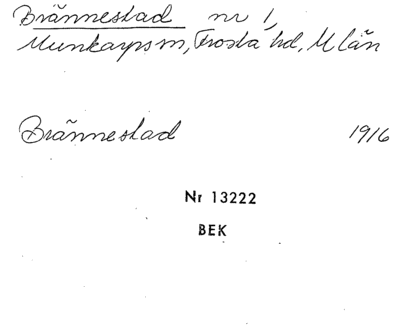 Brännestad nr 1,
Munkarps sn, Frosta hd, M län
Brännestad 1916
Nr 13222
BEK